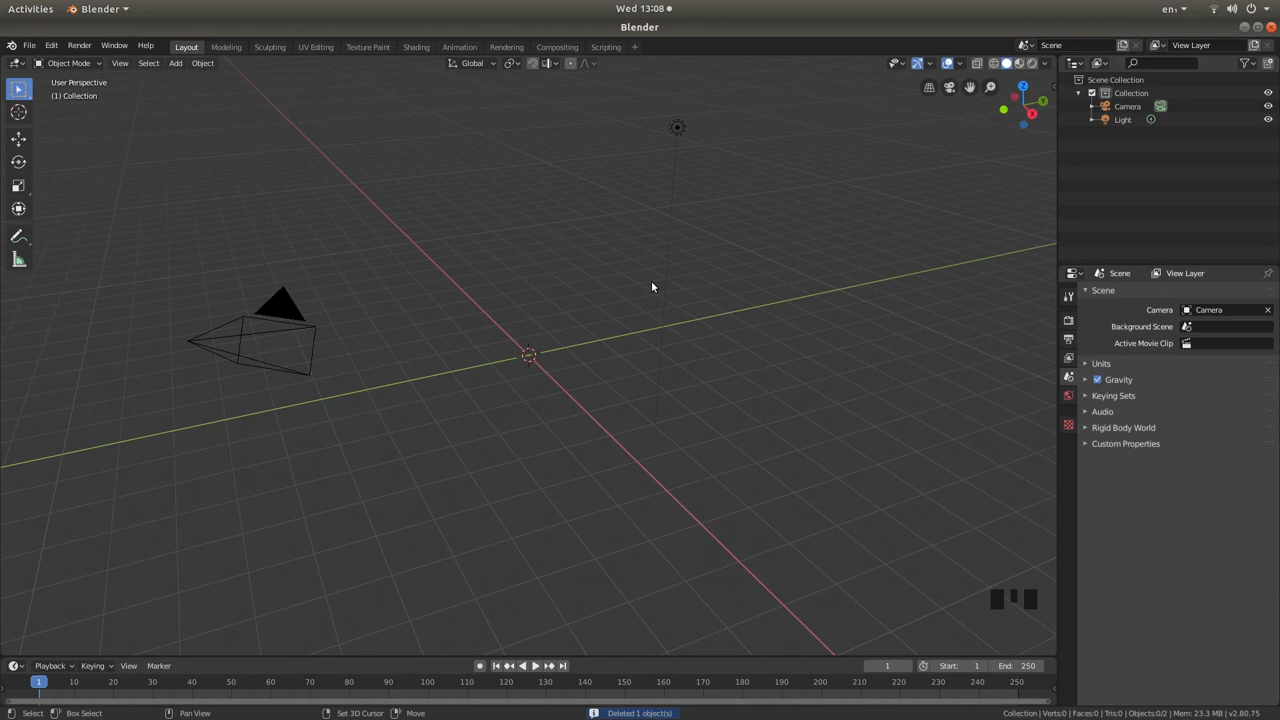 Activities Blender Wed 13:08 en₁
Blender
File Edit Render Window Help Layout Modeling Sculpting UV Editing Texture Paint Shading Animation Rendering Compositing Scripting + Scene View Layer
Object Mode View Select Add Object Global
User Perspective
(1) Collection
Z
Y
X
Scene Collection
Collection
Camera
Light
Scene View Layer
Scene
Camera Camera
Background Scene
Active Movie Clip
Units
Gravity
Keying Sets
Audio
Rigid Body World
Custom Properties
Playback Keying View Marker 1 Start: 1 End: 250
1 10 20 30 40 50 60 70 80 90 100 110 120 130 140 150 160 170 180 190 200 210 220 230 240 250
Select Box Select Pan View Set 3D Cursor Move Deleted 1 object(s) Collection | Verts:0 | Faces:0 | Tris:0 | Objects:0/2 | Mem: 23.3 MB | v2.80.75